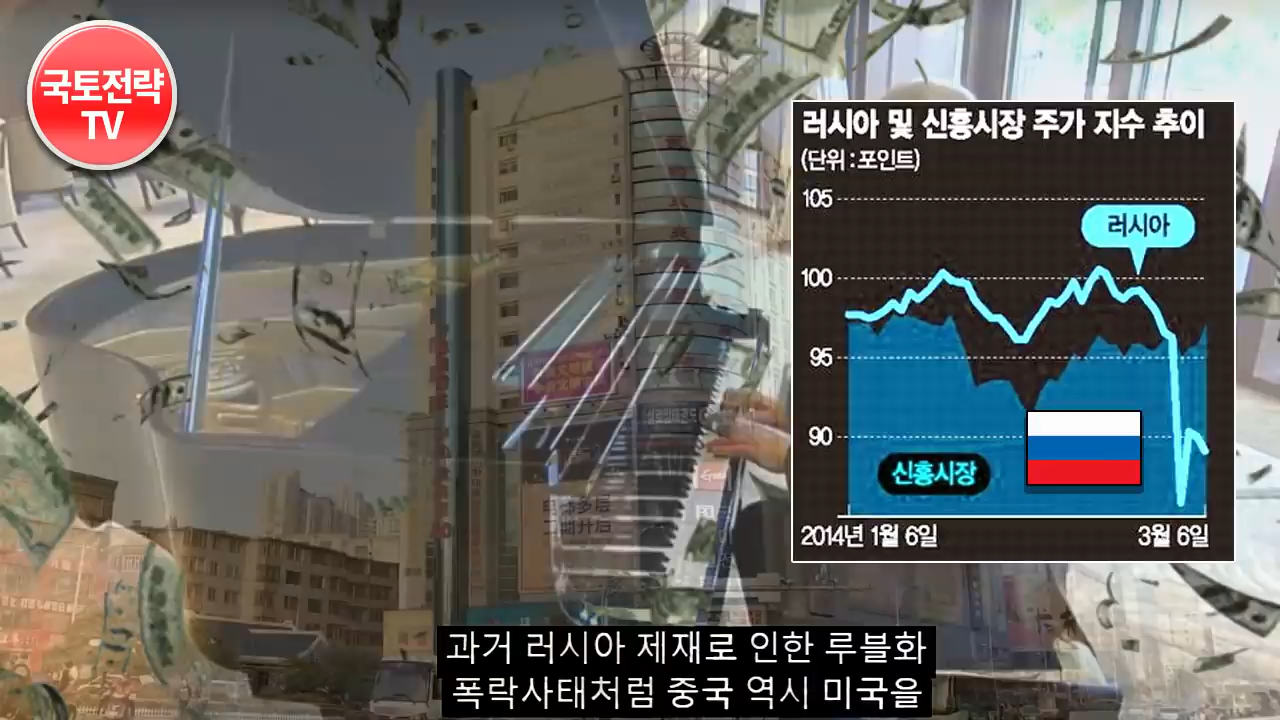 국토전략
TV
러시아 및 신흥시장 주가 지수 추이
(단위 : 포인트)
105
러시아
100
95
90
신흥시장
2014년 1월 6일
3월 6일
과거 러시아 제재로 인한 루블화
폭락사태처럼 중국 역시 미국을